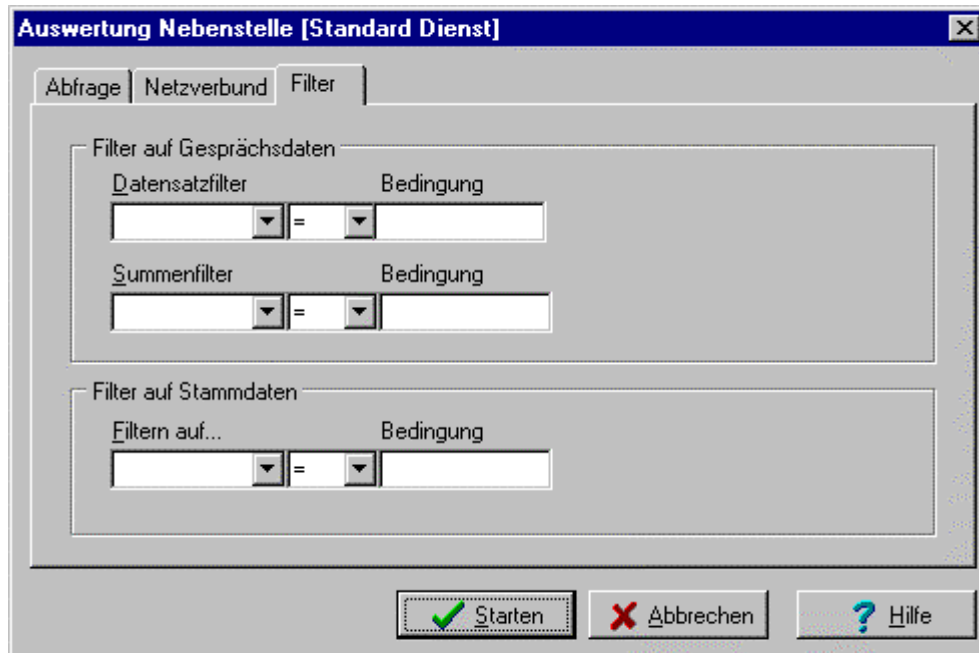 Auswertung Nebenstelle [Standard Dienst]
Abfrage Netzverbund Filter
Filter auf Gesprächsdaten
Datensatzfilter Bedingung
=
Summenfilter Bedingung
=
Filter auf Stammdaten
Filtern auf... Bedingung
=
Starten Abbrechen ? Hilfe